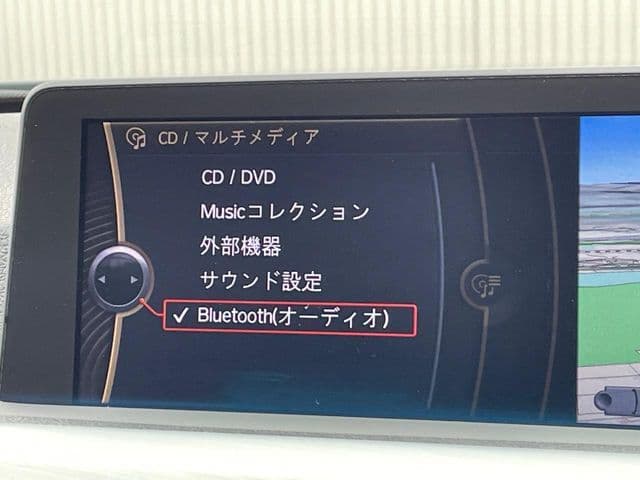 CD / マルチメディア
CD / DVD
Musicコレクション
外部機器
サウンド設定
✓ Bluetooth(オーディオ)